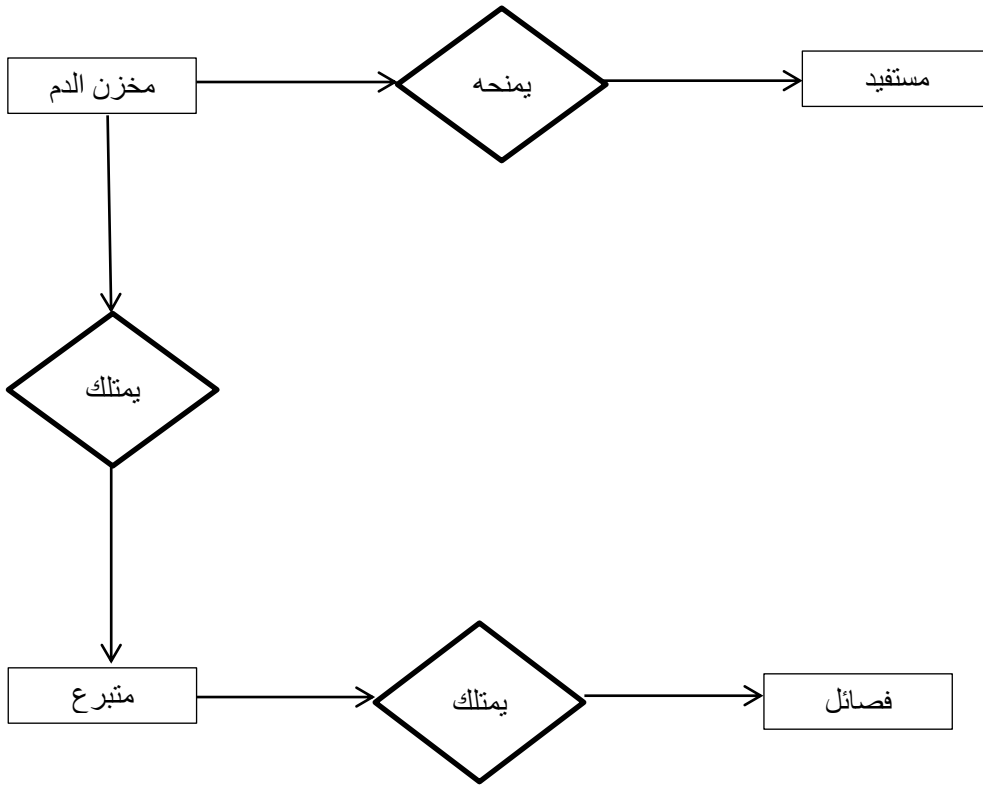 مخزن الدم
يمنحه
مستفيد
يمتلك
متبرع
يمتلك
فصائل